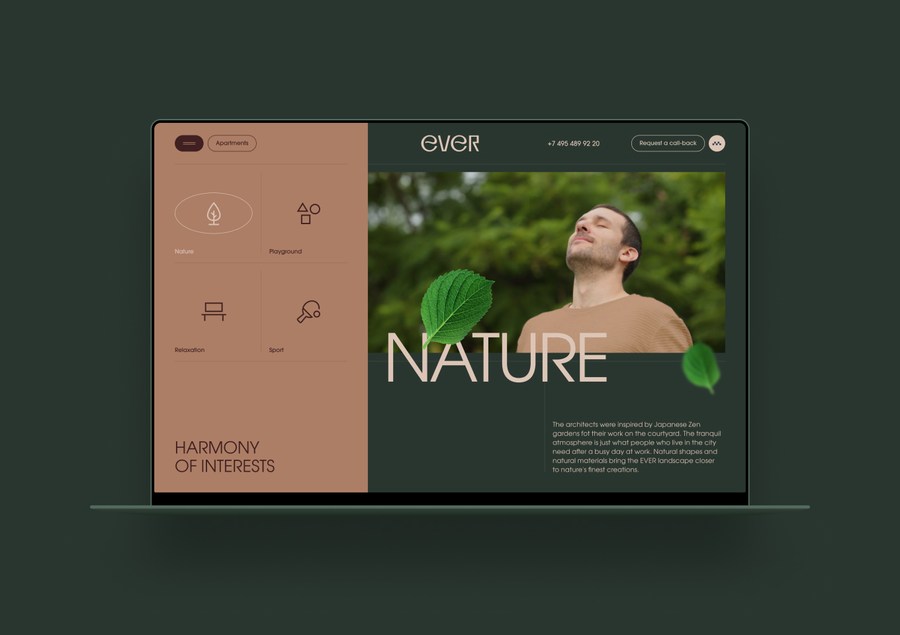 Apartments
ever
+7 495 489 92 20
Request a call-back
Nature
Playground
Relaxation
Sport
HARMONY
OF INTERESTS
NATURE
The architects were inspired by Japanese Zen
gardens fot their work on the courtyard. The tranquil
atmosphere is just what people who live in the city
need after a busy day at work. Natural shapes and
natural materials bring the EVER landscape closer
to nature's finest creations.